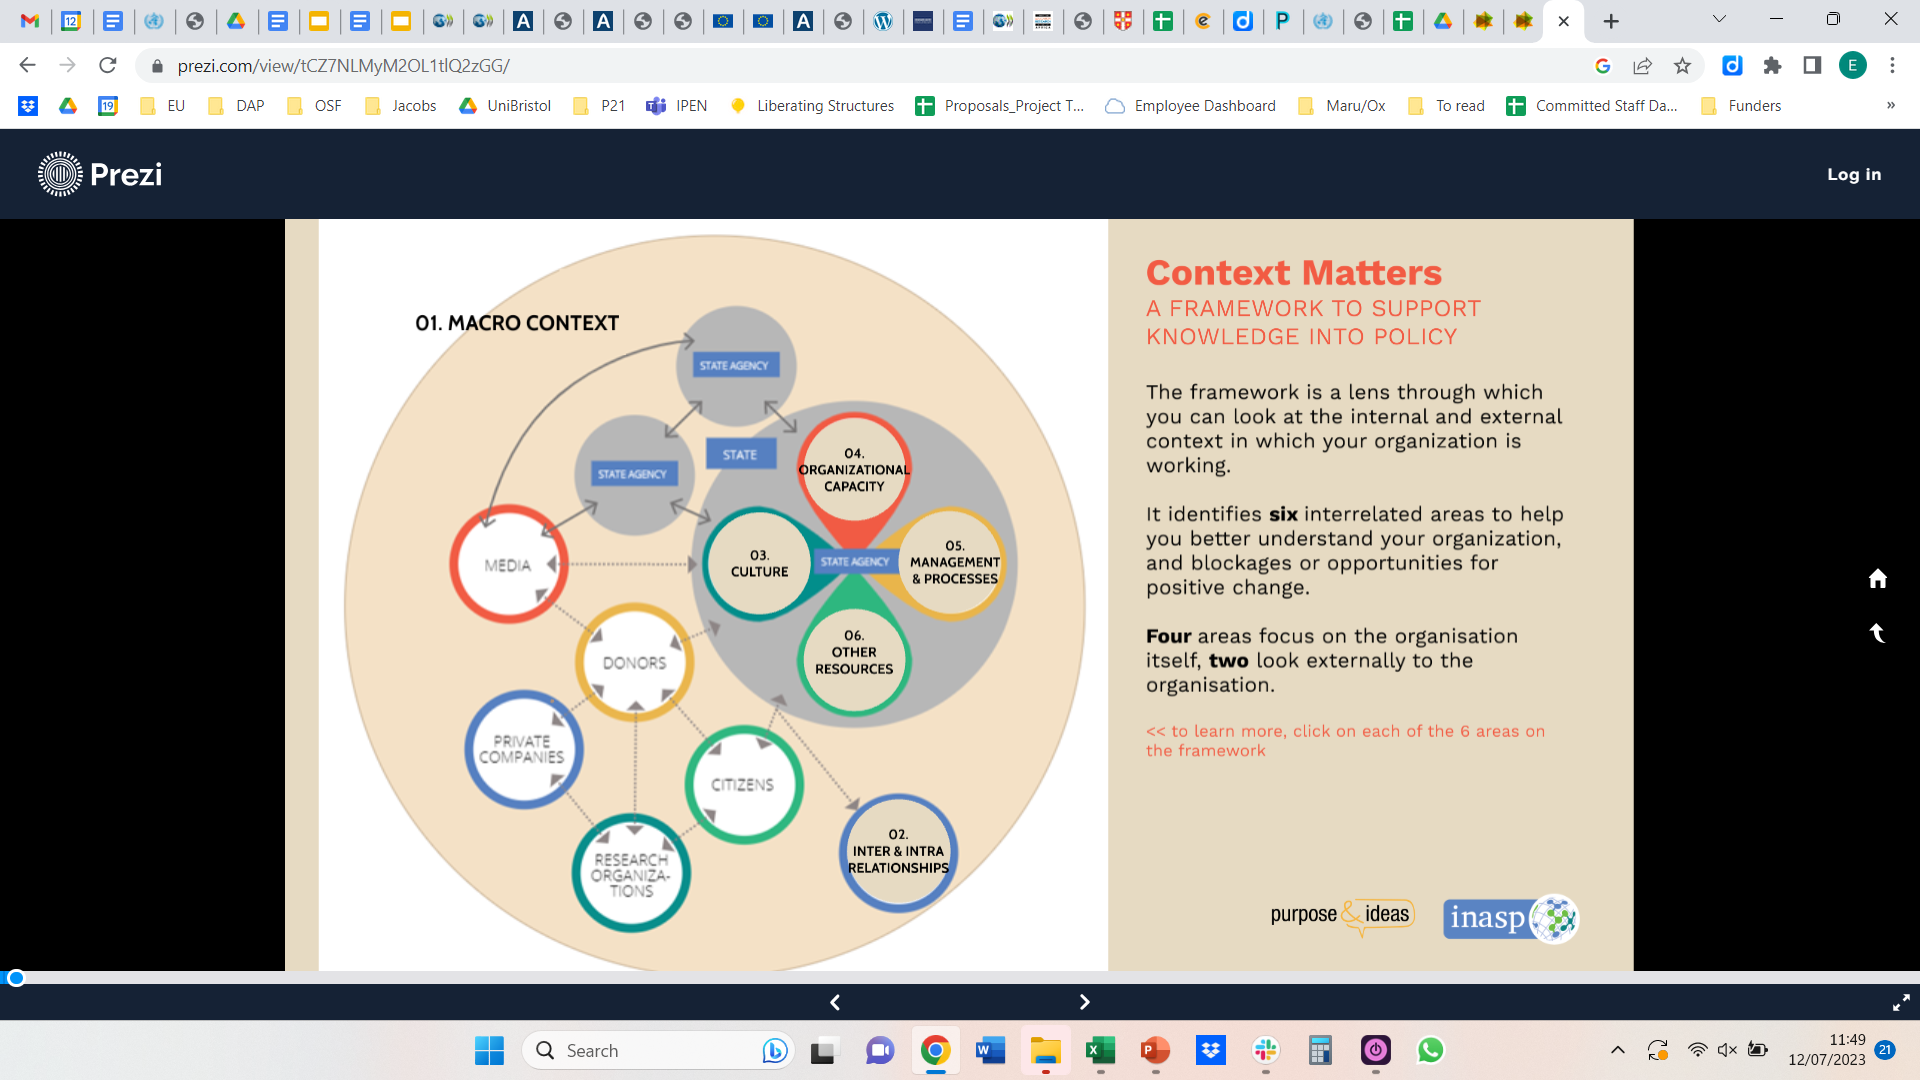 prezi.com/view/tCZ7NLMyM2OL1tlQ2zGG/
E
EU
DAP
OSF
Jacobs
UniBristol
P21
IPEN
Liberating Structures
Proposals_Project T...
Employee Dashboard
Maru/Ox
To read
Committed Staff Da...
Funders
»
Prezi
Log in
01. MACRO CONTEXT
STATE AGENCY
STATE
STATE AGENCY
04.
ORGANIZATIONAL
CAPACITY
MEDIA
03.
CULTURE
STATE AGENCY
05.
MANAGEMENT
& PROCESSES
DONORS
06.
OTHER
RESOURCES
PRIVATE
COMPANIES
CITIZENS
RESEARCH
ORGANIZA-
TIONS
02.
INTER & INTRA
RELATIONSHIPS
Context Matters
A FRAMEWORK TO SUPPORT
KNOWLEDGE INTO POLICY
The framework is a lens through which
you can look at the internal and external
context in which your organization is
working.
It identifies six interrelated areas to help
you better understand your organization,
and blockages or opportunities for
positive change.
Four areas focus on the organisation
itself, two look externally to the
organisation.
<< to learn more, click on each of the 6 areas on
the framework
purpose & ideas
inasp
Search
11:49
12/07/2023
21